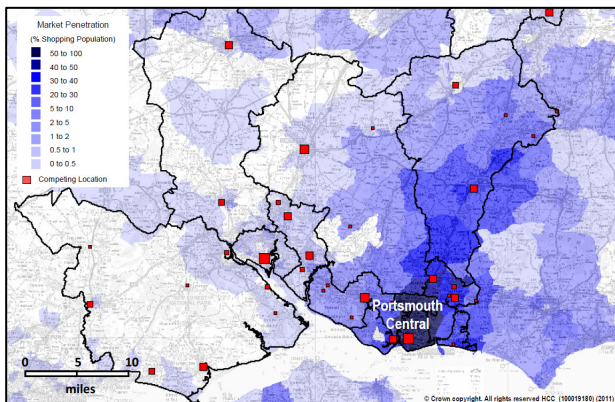 Market Penetration
(% Shopping Population)
50 to 100
40 to 50
30 to 40
20 to 30
5 to 10
2 to 5
1 to 2
0.5 to 1
0 to 0.5
Competing Location
Portsmouth
Central
0 5 10
miles
© Crown copyright. All rights reserved HCC (100019180) (2011)